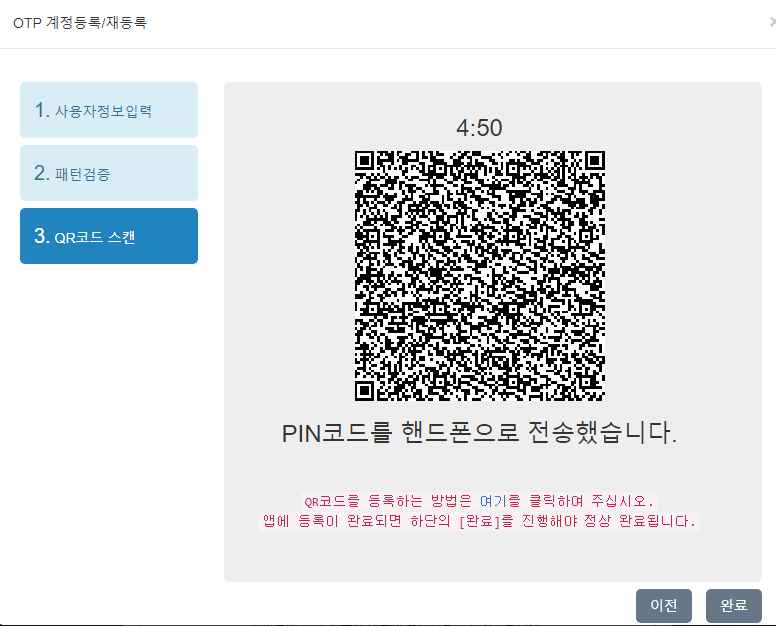 OTP 계정등록/재등록
1. 사용자정보입력
2. 패턴검증
3. QR코드 스캔
4:50
PIN코드를 핸드폰으로 전송했습니다.
QR코드를 등록하는 방법은 여기를 클릭하여 주십시오.
앱에 등록이 완료되면 하단의 [완료]를 진행해야 정상 완료됩니다.
이전
완료